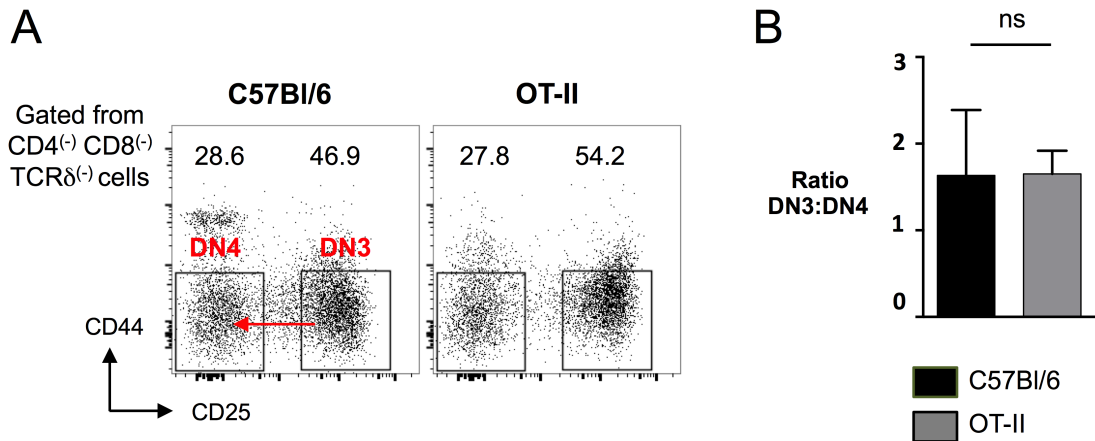 A
C57Bl/6
OT-II
Gated from
CD4(-) CD8(-)
TCRδ(-) cells
28.6
46.9
27.8
54.2
DN4
DN3
CD44
CD25
B
ns
3
2
1
0
Ratio
DN3:DN4
C57Bl/6
OT-II